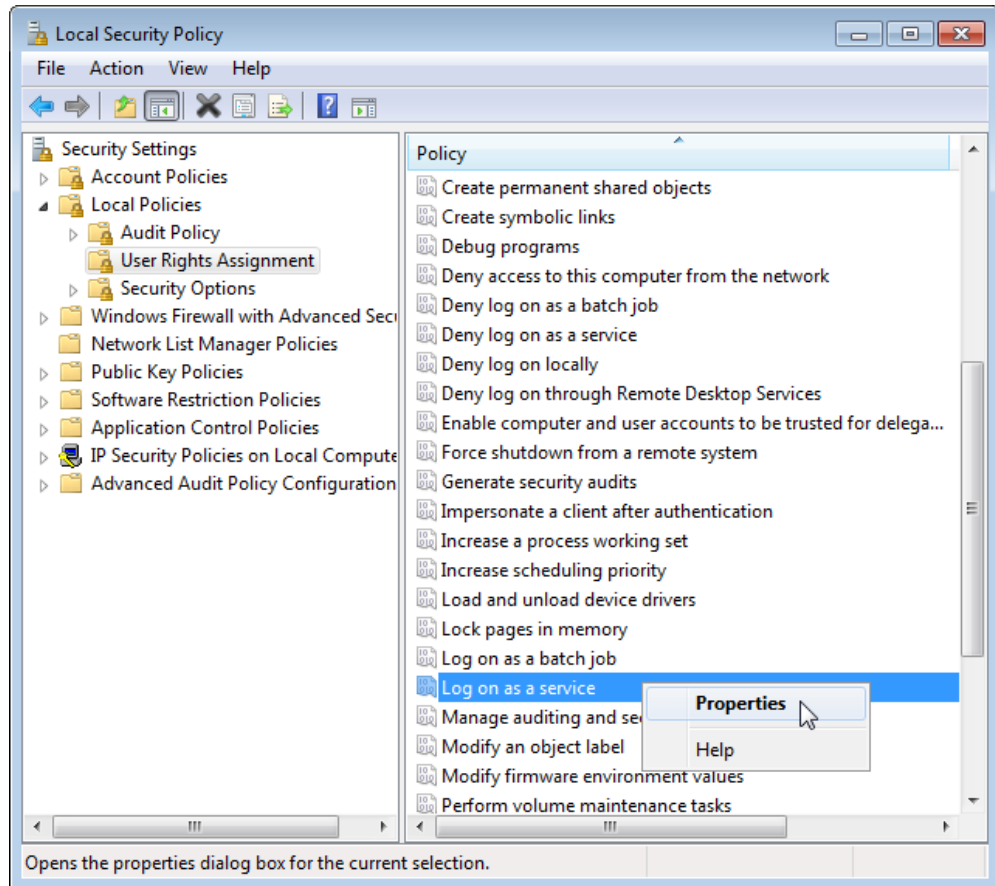 Local Security Policy
File Action View Help
Security Settings
Account Policies
Local Policies
Audit Policy
User Rights Assignment
Security Options
Windows Firewall with Advanced Secu
Network List Manager Policies
Public Key Policies
Software Restriction Policies
Application Control Policies
IP Security Policies on Local Compute
Advanced Audit Policy Configuration
Policy
Create permanent shared objects
Create symbolic links
Debug programs
Deny access to this computer from the network
Deny log on as a batch job
Deny log on as a service
Deny log on locally
Deny log on through Remote Desktop Services
Enable computer and user accounts to be trusted for delega...
Force shutdown from a remote system
Generate security audits
Impersonate a client after authentication
Increase a process working set
Increase scheduling priority
Load and unload device drivers
Lock pages in memory
Log on as a batch job
Log on as a service
Manage auditing and se
Modify an object label
Modify firmware environment values
Perform volume maintenance tasks
Properties
Help
Opens the properties dialog box for the current selection.